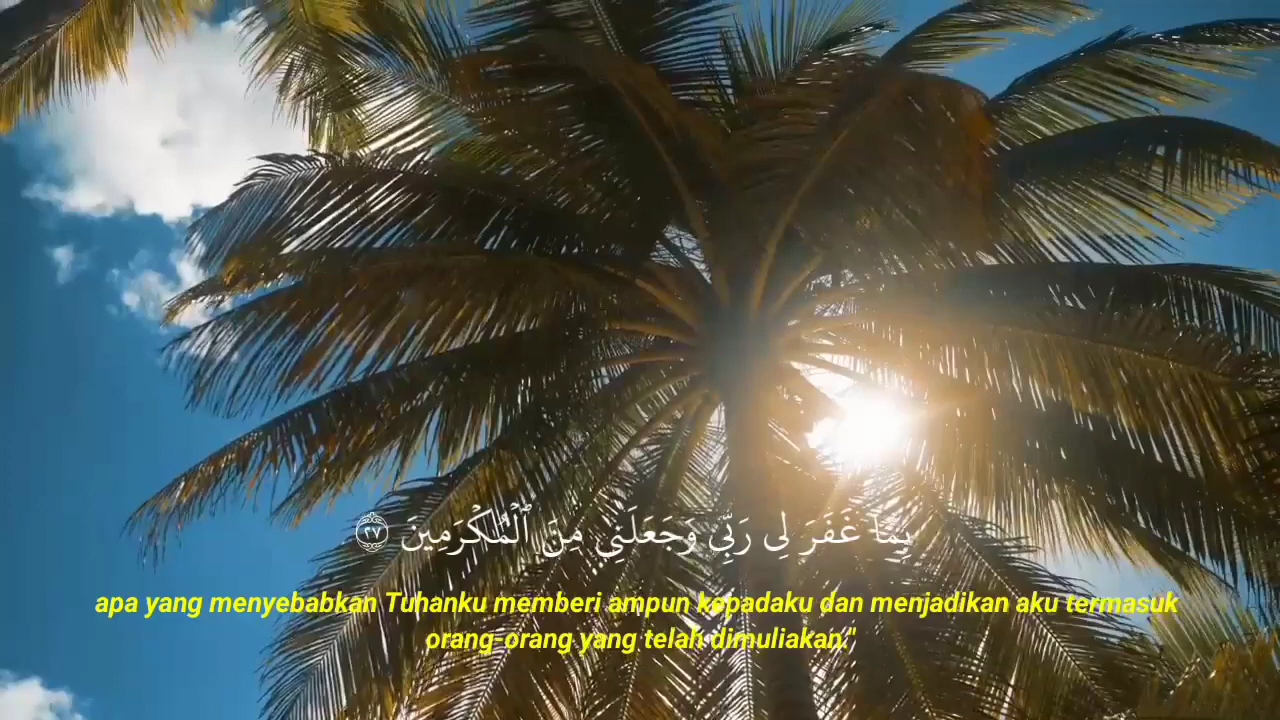 بِمَا غَفَرَ لِى رَبِّى وَجَعَلَنِى مِنَ ٱلْمُكْرَمِينَ ٢٧
apa yang menyebabkan Tuhanku memberi ampun kepadaku dan menjadikan aku termasuk
orang-orang yang telah dimuliakan."